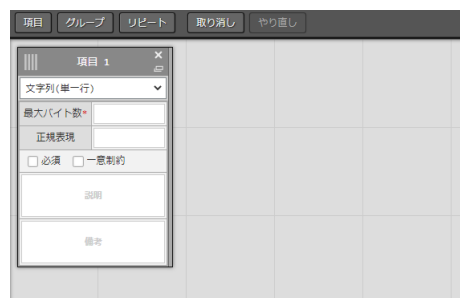 項目 グループ リピート 取り消し やり直し
項目 1
文字列(単一行)
最大バイト数*
正規表現
必須 一意制約
説明
備考